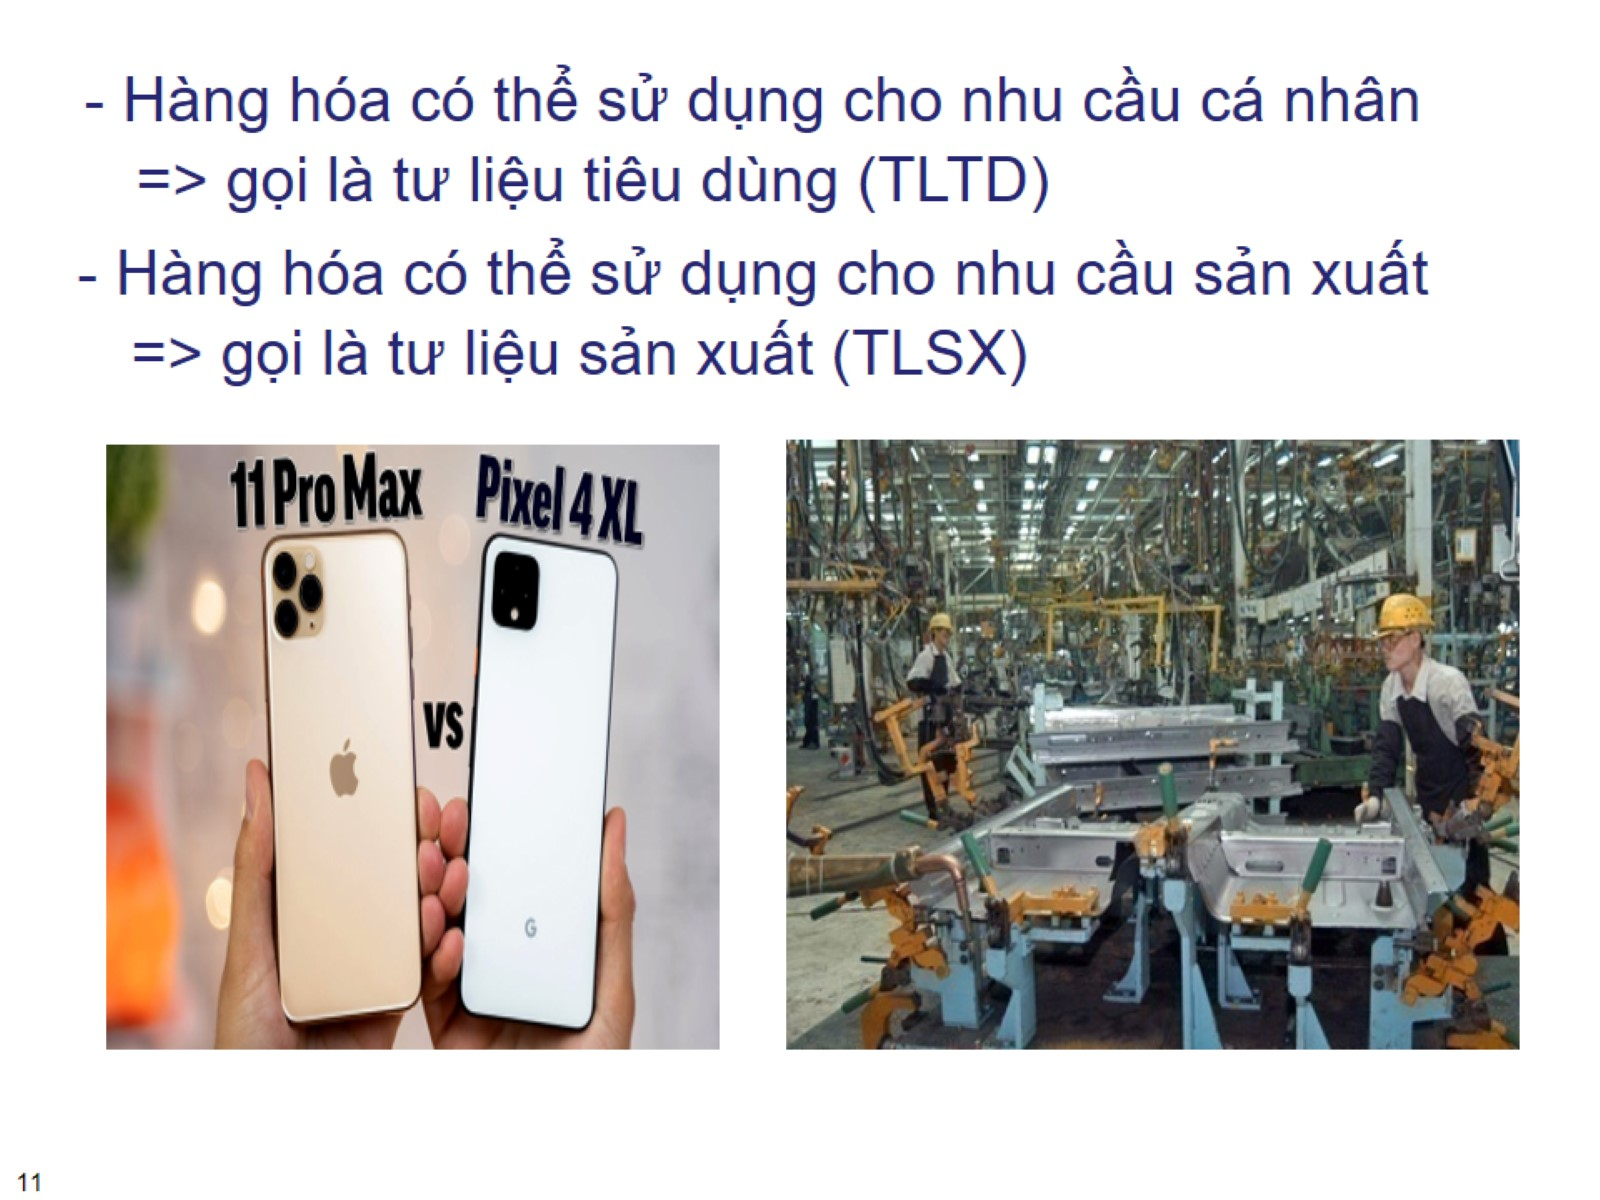 - Hàng hóa có thể sử dụng cho nhu cầu cá nhân
=> gọi là tư liệu tiêu dùng (TLTD)
- Hàng hóa có thể sử dụng cho nhu cầu sản xuất
=> gọi là tư liệu sản xuất (TLSX)
11 Pro Max
Pixel 4 XL
vs
G
11